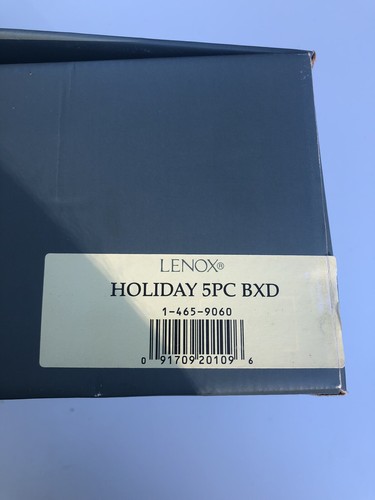 LENOX®
HOLIDAY 5PC BXD
1-465-9060
0 91709 20109 6